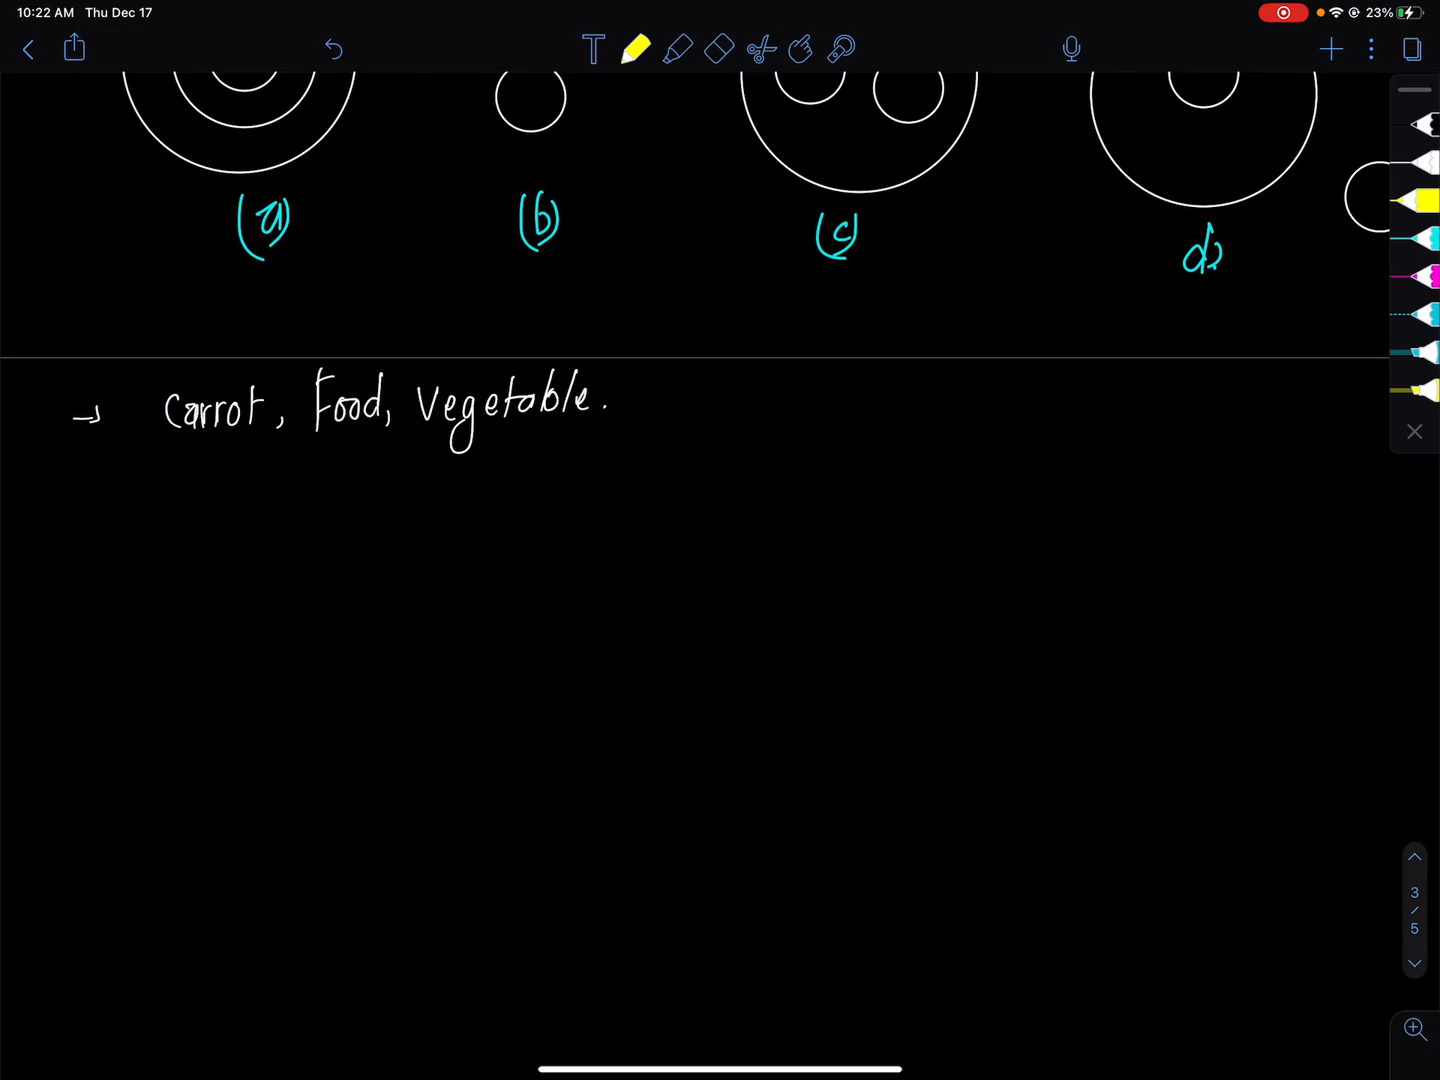 10:22 AM Thu Dec 17 23%
(a) (b) (c) d)
→ Carrot, Food, Vegetable.
3
/
5